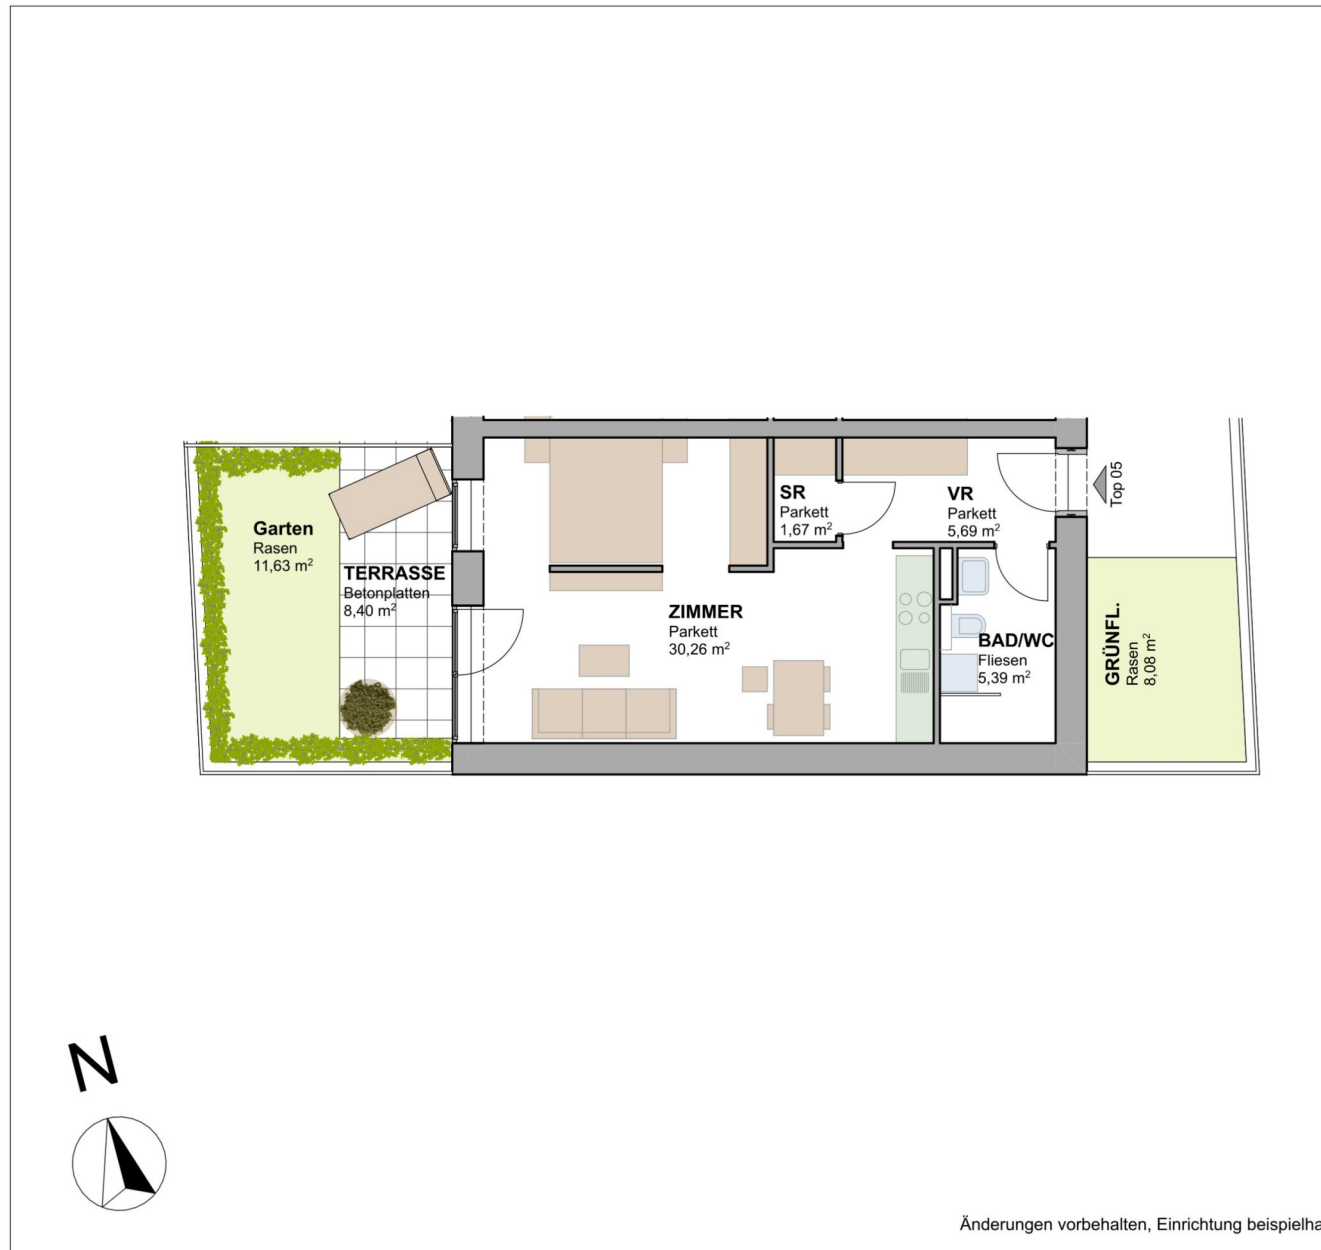 SR
Parkett
1,67 m²
VR
Parkett
5,69 m²
Top 05
Garten
Rasen
11,63 m²
TERRASSE
Betonplatten
8,40 m²
ZIMMER
Parkett
30,26 m²
BAD/WC
Fliesen
5,39 m²
GRÜNFL.
Rasen
8,08 m²
N
Änderungen vorbehalten, Einrichtung beispielha